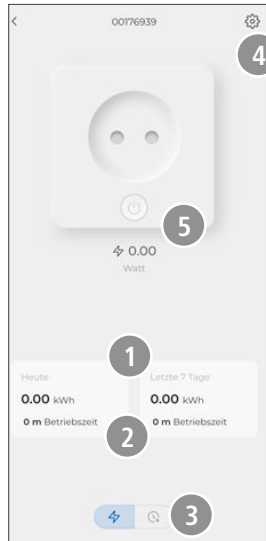 00176939
4
5
0.00
Watt
1
Heute
Letzte 7 Tage
0.00 kWh
0.00 kWh
0 m Betriebszeit
0 m Betriebszeit
2
3